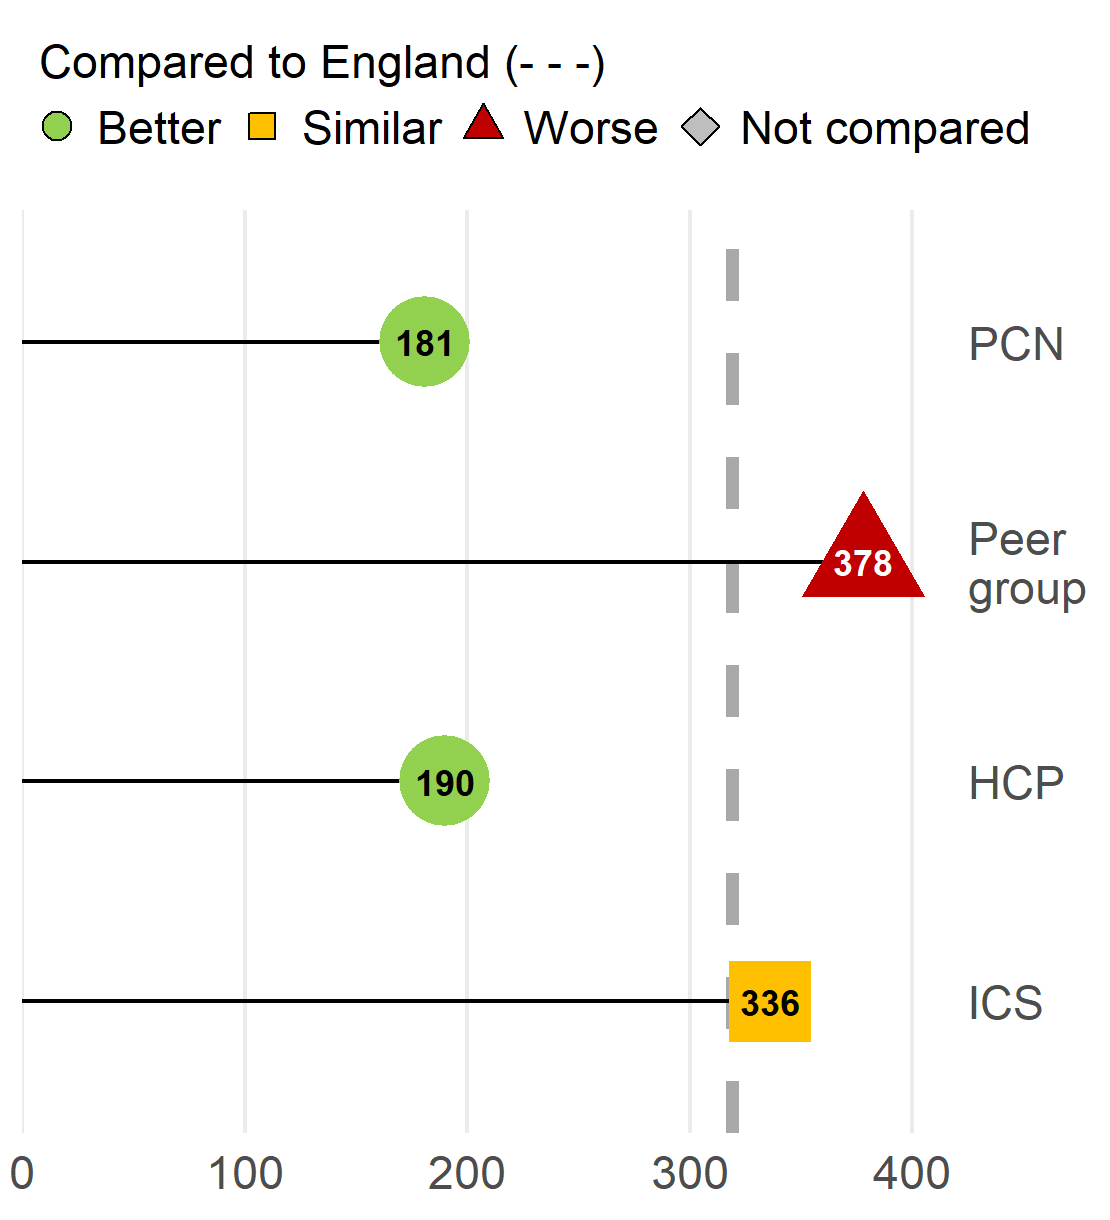 Compared to England (- - -)
Better Similar Worse Not compared
181 PCN
378 Peer
group
190 HCP
336 ICS
0 100 200 300 400